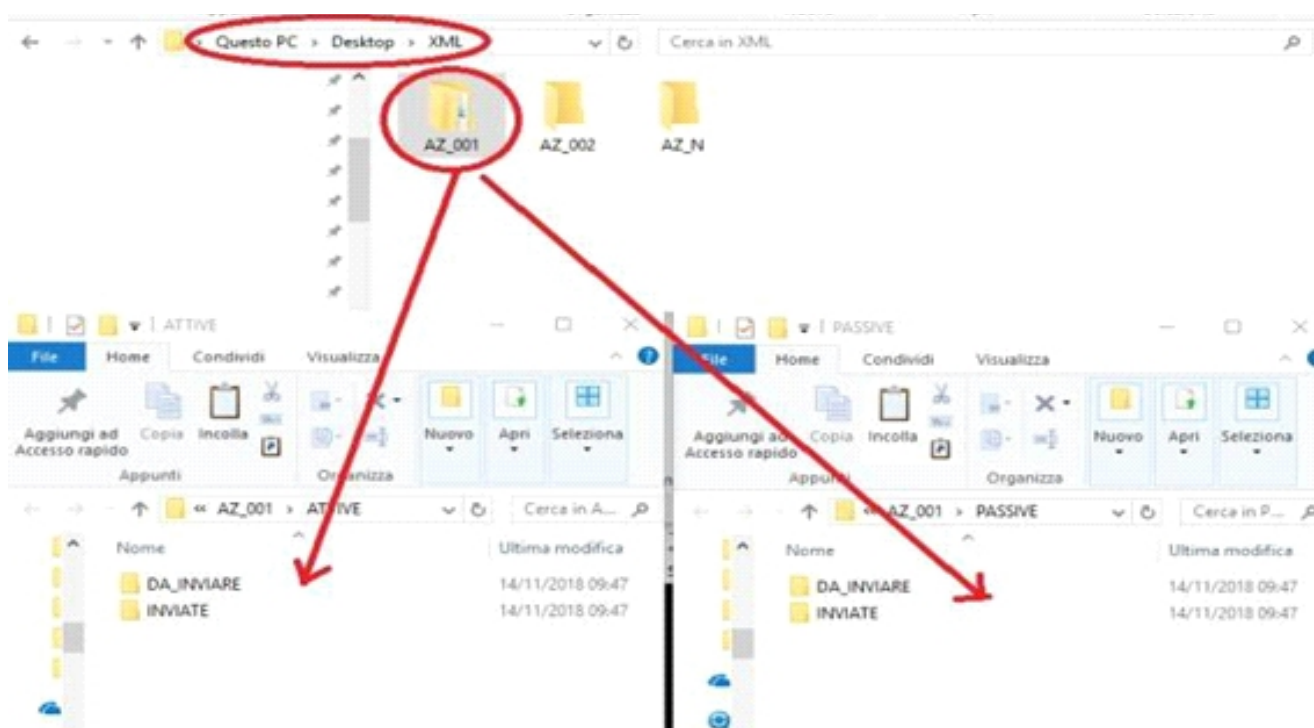 Questo PC > Desktop > XML
Cerca in XML
AZ_001
AZ_002
AZ_N
ATTIVE
File Home Condividi Visualizza
Aggiungi ad Accesso rapido
Copia
Incolla
Nuovo
Apri
Seleziona
Appunti
Organizza
« AZ_001 > ATTIVE
Cerca in A...
Nome
Ultima modifica
DA_INVIARE 14/11/2018 09:47
INVIATE 14/11/2018 09:47
PASSIVE
File Home Condividi Visualizza
Aggiungi ad Accesso rapido
Copia
Incolla
Nuovo
Apri
Seleziona
Appunti
Organizza
« AZ_001 > PASSIVE
Cerca in P...
Nome
Ultima modifica
DA_INVIARE 14/11/2018 09:47
INVIATE 14/11/2018 09:47